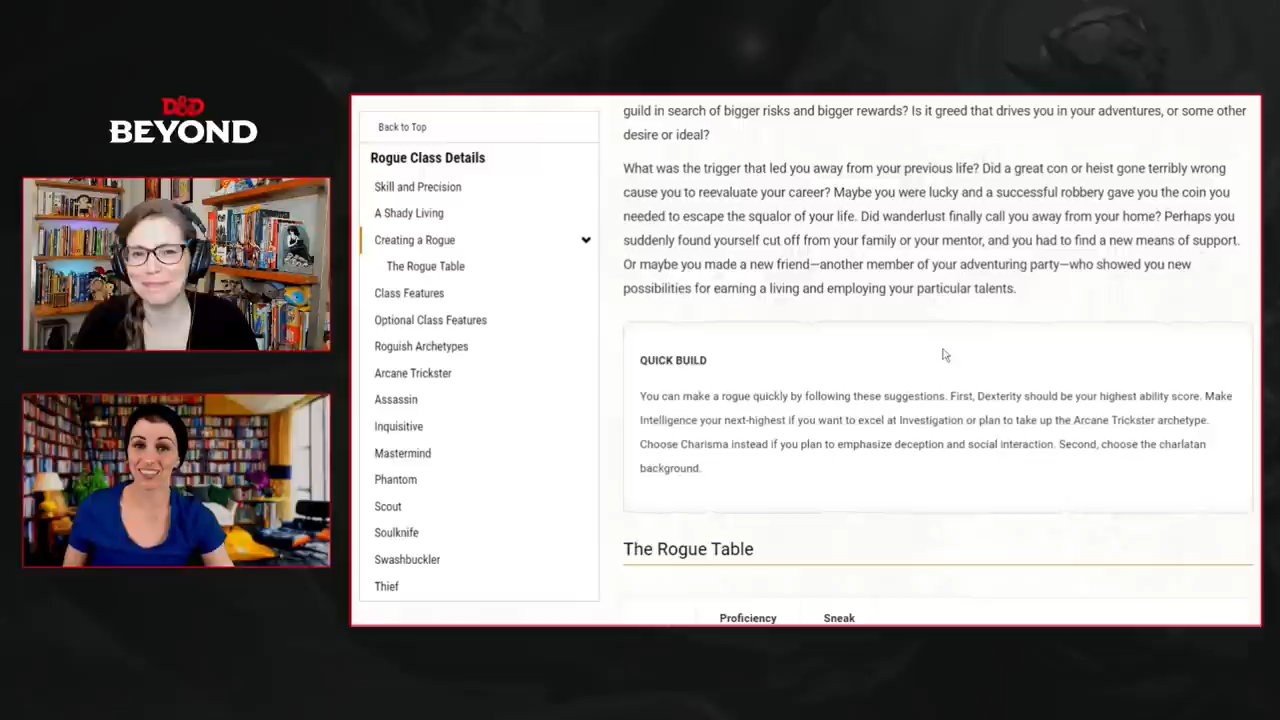 D&D
BEYOND
Back to Top
Rogue Class Details
Skill and Precision
A Shady Living
Creating a Rogue
The Rogue Table
Class Features
Optional Class Features
Roguish Archetypes
Arcane Trickster
Assassin
Inquisitive
Mastermind
Phantom
Scout
Soulknife
Swashbuckler
Thief
guild in search of bigger risks and bigger rewards? Is it greed that drives you in your adventures, or some other
desire or ideal?
What was the trigger that led you away from your previous life? Did a great con or heist gone terribly wrong
cause you to reevaluate your career? Maybe you were lucky and a successful robbery gave you the coin you
needed to escape the squalor of your life. Did wanderlust finally call you away from your home? Perhaps you
suddenly found yourself cut off from your family or your mentor, and you had to find a new means of support.
Or maybe you made a new friend—another member of your adventuring party—who showed you new
possibilities for earning a living and employing your particular talents.
QUICK BUILD
You can make a rogue quickly by following these suggestions. First, Dexterity should be your highest ability score. Make
Intelligence your next-highest if you want to excel at Investigation or plan to take up the Arcane Trickster archetype.
Choose Charisma instead if you plan to emphasize deception and social interaction. Second, choose the charlatan
background.
The Rogue Table
Proficiency Sneak